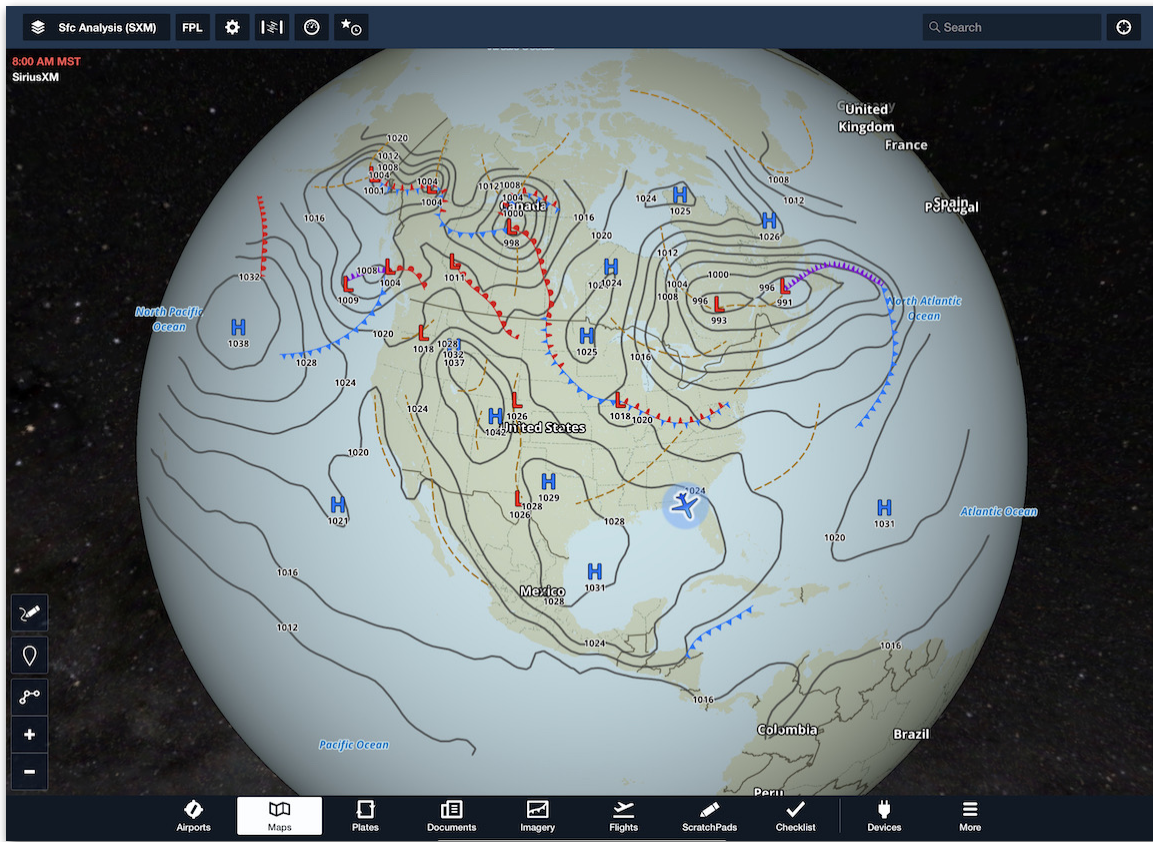 Sfc Analysis (SXM)
FPL
Search
8:00 AM MST
SiriusXM
Germany
United
Kingdom
France
Spain
Portugal
1020
1012
1008
1004
1001
1004
1004
1012
1008
1004
Canada
1000
998
1008
1024
1025
1012
1026
1016
1016
1020
1012
1032
1008
1009
1004
1011
1024
1000
1004
1008
996
993
996
991
North Pacific
Ocean
North Atlantic
Ocean
H
1038
1028
1020
1018
1028
1032
1037
H
1025
1016
1024
1024
L
1026
H
1042
United States
L
1018
1020
1020
H
1021
L
1026
1028
H
1029
1028
1024
H
1031
1020
Atlantic Ocean
1016
H
1031
Mexico
1028
1012
1024
1016
1016
Pacific Ocean
Colombia
Brazil
Peru
Airports
Maps
Plates
Documents
Imagery
Flights
ScratchPads
Checklist
Devices
More